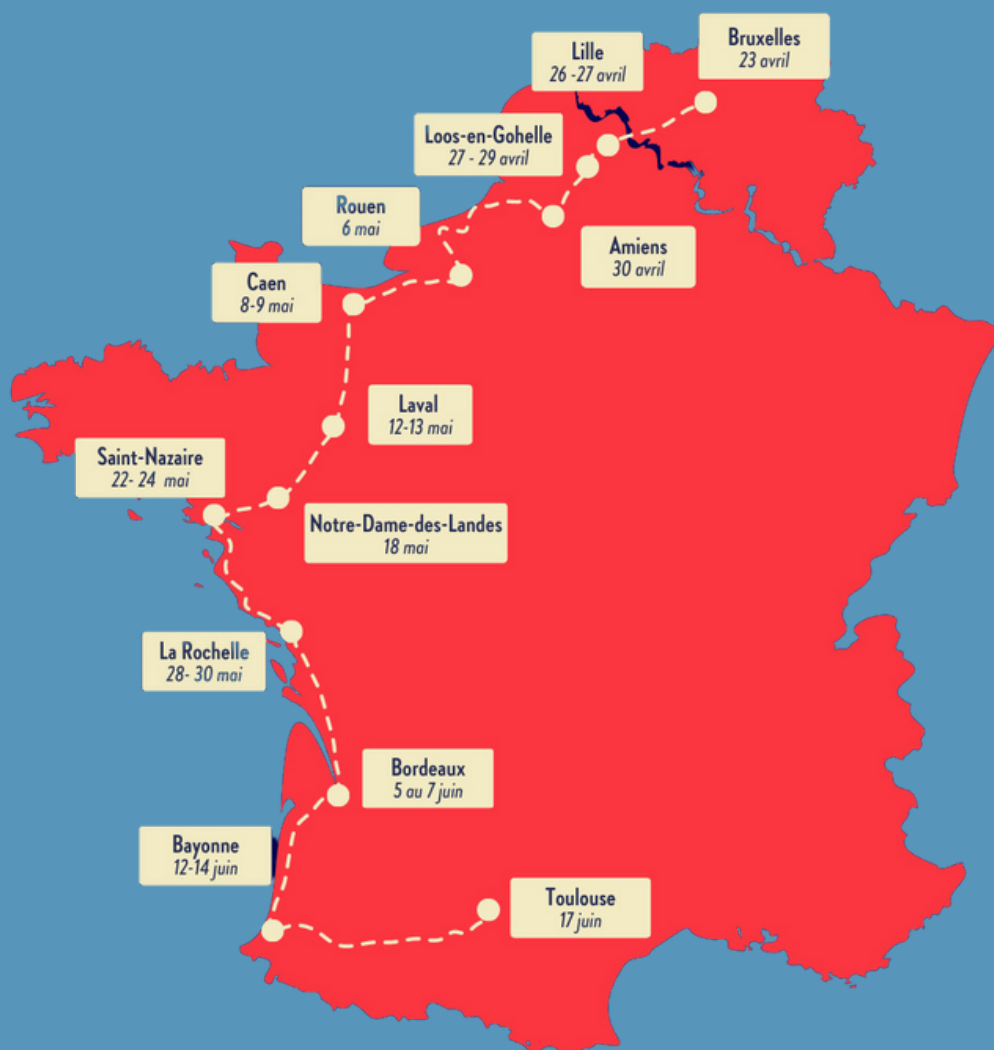 Bruxelles
23 avril
Lille
26 -27 avril
Loos-en-Gohelle
27 - 29 avril
Rouen
6 mai
Amiens
30 avril
Caen
8-9 mai
Laval
12-13 mai
Saint-Nazaire
22- 24 mai
Notre-Dame-des-Landes
18 mai
La Rochelle
28- 30 mai
Bordeaux
5 au 7 juin
Bayonne
12-14 juin
Toulouse
17 juin